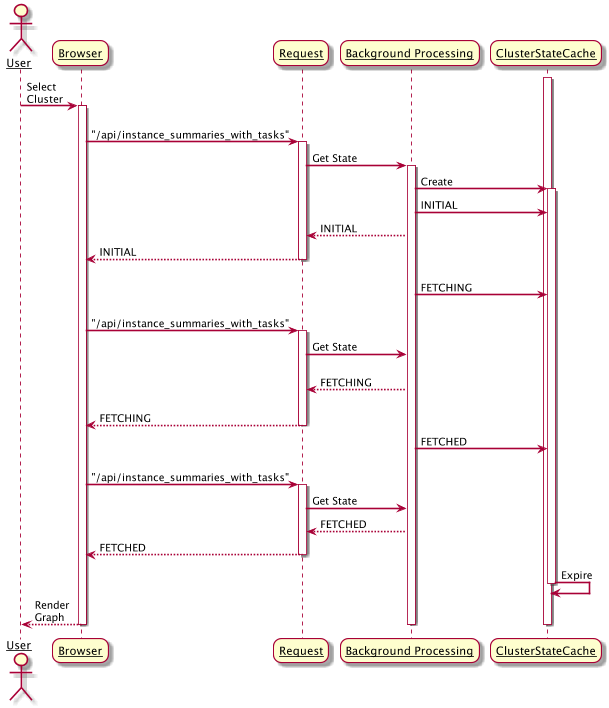 User
Browser
Request
Background Processing
ClusterStateCache
Select
Cluster
"/api/instance_summaries_with_tasks"
Get State
Create
INITIAL
INITIAL
INITIAL
FETCHING
"/api/instance_summaries_with_tasks"
Get State
FETCHING
FETCHING
FETCHED
"/api/instance_summaries_with_tasks"
Get State
FETCHED
FETCHED
Expire
Render
Graph
User
Browser
Request
Background Processing
ClusterStateCache